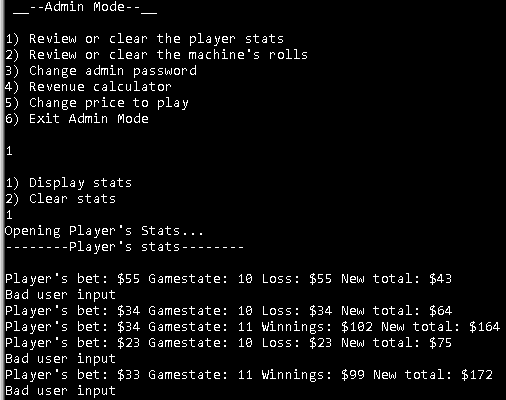 __--Admin Mode--__
1) Review or clear the player stats
2) Review or clear the machine's rolls
3) Change admin password
4) Revenue calculator
5) Change price to play
6) Exit Admin Mode
1
1) Display stats
2) Clear stats
1
Opening Player's Stats...
--------Player's stats--------
Player's bet: $55 Gamestate: 10 Loss: $55 New total: $43
Bad user input
Player's bet: $34 Gamestate: 10 Loss: $34 New total: $64
Player's bet: $34 Gamestate: 11 Winnings: $102 New total: $164
Player's bet: $23 Gamestate: 10 Loss: $23 New total: $75
Bad user input
Player's bet: $33 Gamestate: 11 Winnings: $99 New total: $172
Bad user input